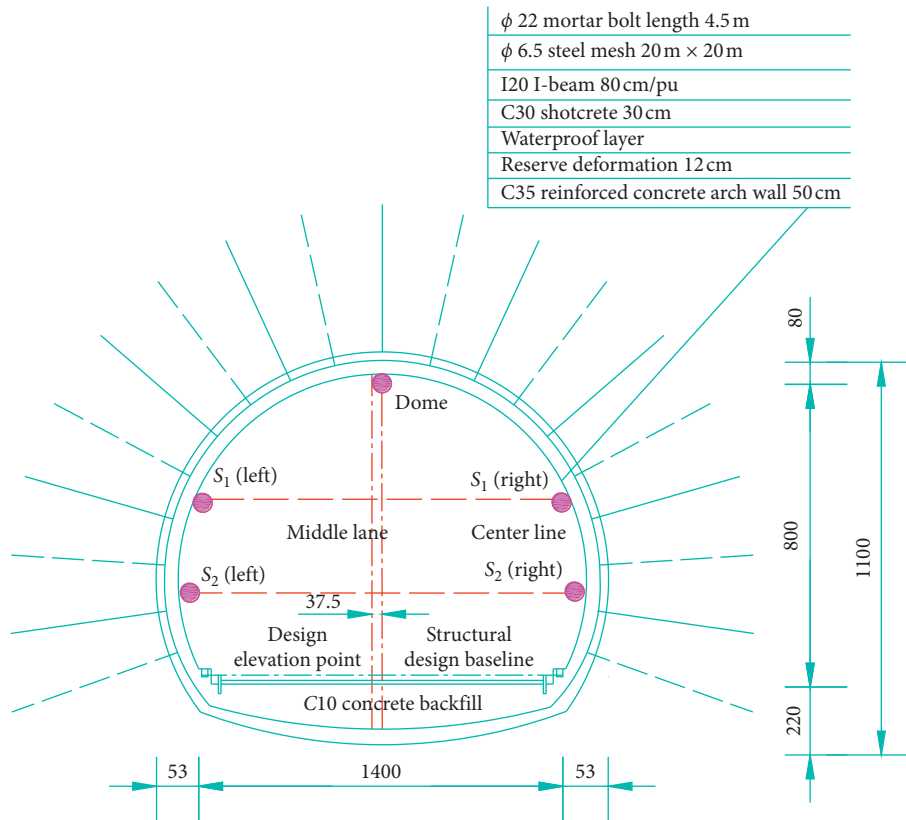 ϕ 22 mortar bolt length 4.5 m
ϕ 6.5 steel mesh 20 m × 20 m
I20 I-beam 80 cm/pu
C30 shotcrete 30 cm
Waterproof layer
Reserve deformation 12 cm
C35 reinforced concrete arch wall 50 cm
80
Dome
S1 (left)
S1 (right)
Middle lane
Center line
800
1100
S2 (left)
S2 (right)
37.5
Design
elevation point
Structural
design baseline
C10 concrete backfill
220
53
1400
53